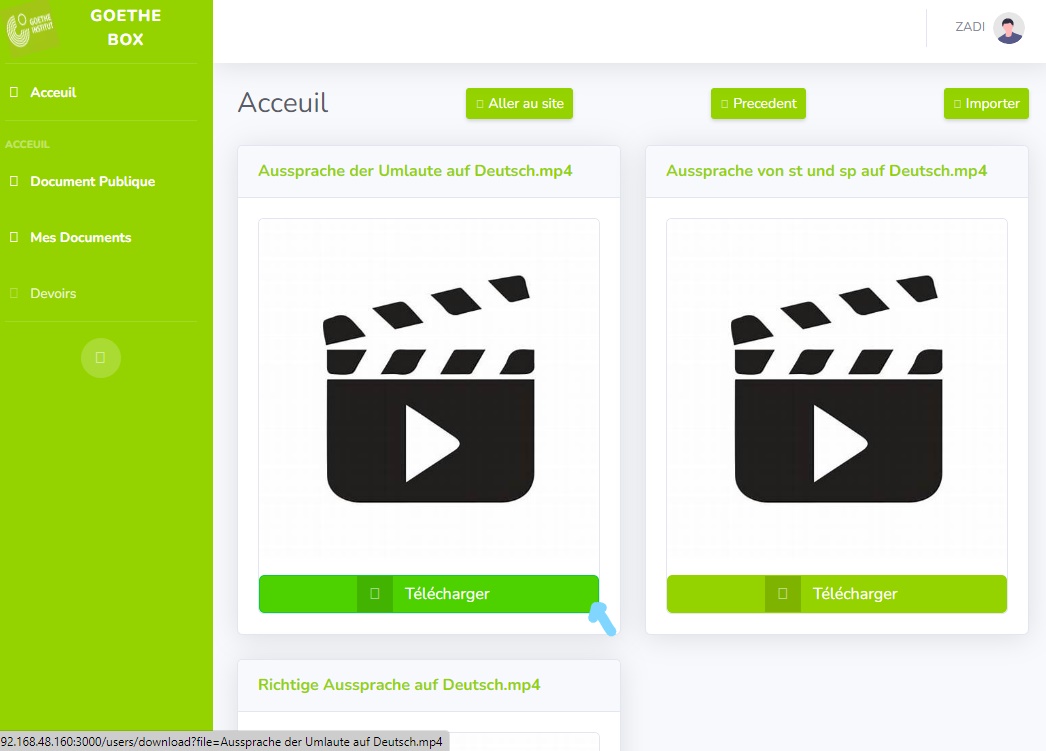 GOETHE
INSTITUT
GOETHE
BOX
Acceuil
ACCEUIL
Document Publique
Mes Documents
Devoirs
ZADI
Acceuil
Aller au site
Precedent
Importer
Aussprache der Umlaute auf Deutsch.mp4
Aussprache von st und sp auf Deutsch.mp4
Télécharger
Télécharger
Richtige Aussprache auf Deutsch.mp4
92.168.48.160:3000/users/download?file=Aussprache der Umlaute auf Deutsch.mp4